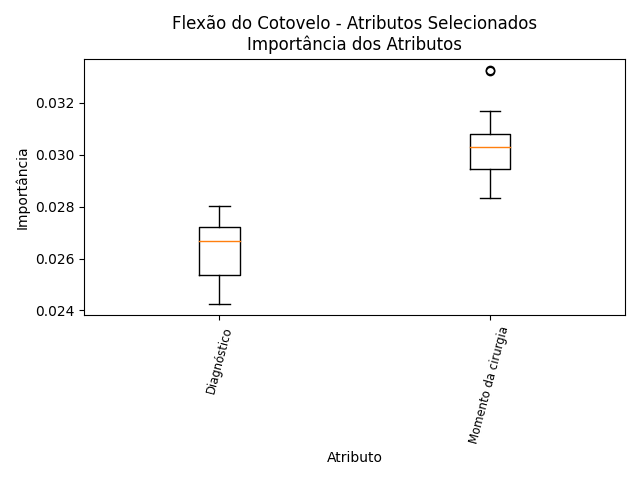 Flexão do Cotovelo - Atributos Selecionados
Importância dos Atributos
Importância
0.032
0.030
0.028
0.026
0.024
Diagnóstico
Momento da cirurgia
Atributo